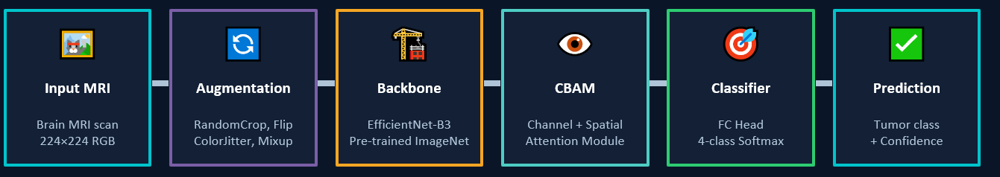 Input MRI
Brain MRI scan
224×224 RGB
Augmentation
RandomCrop, Flip
ColorJitter, Mixup
Backbone
EfficientNet-B3
Pre-trained ImageNet
CBAM
Channel + Spatial
Attention Module
Classifier
FC Head
4-class Softmax
Prediction
Tumor class
+ Confidence